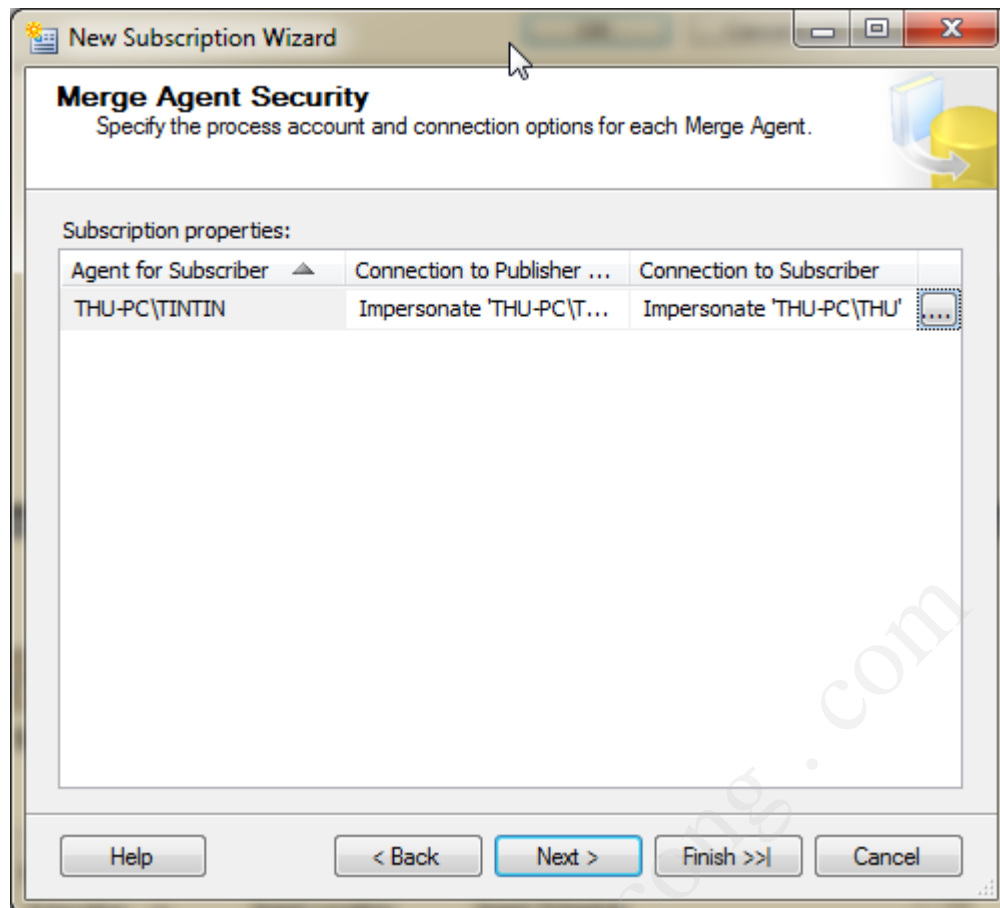 New Subscription Wizard
Merge Agent Security
Specify the process account and connection options for each Merge Agent.
Subscription properties:
Agent for Subscriber Connection to Publisher ... Connection to Subscriber
THU-PC\TINTIN Impersonate 'THU-PC\T... Impersonate 'THU-PC\THU' ....
Help < Back Next > Finish >>| Cancel
ong . com